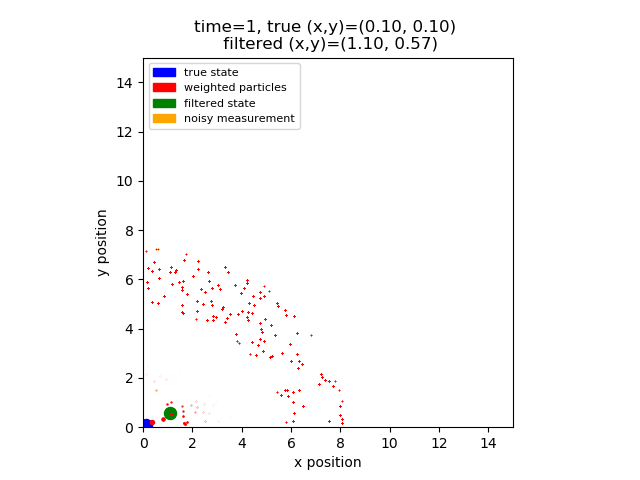 time=1, true (x,y)=(0.10, 0.10)
filtered (x,y)=(1.10, 0.57)
true state
weighted particles
filtered state
noisy measurement
14
12
10
8
6
4
2
0
y position
0 2 4 6 8 10 12 14
x position